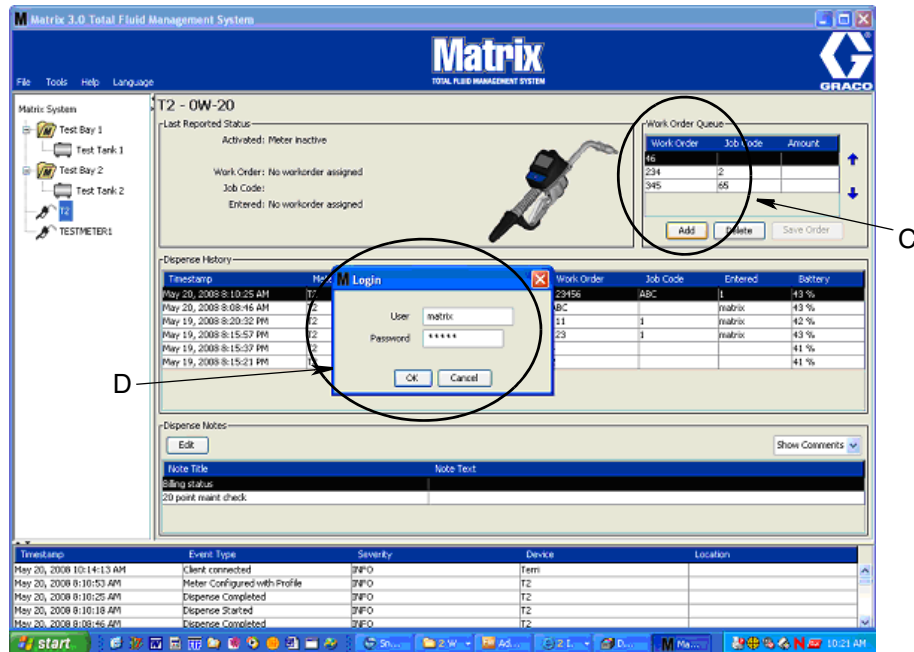 Matrix 3.0 Total Fluid Management System
Matrix
TOTAL FLUID MANAGEMENT SYSTEM
GRACO
File Tools Help Language
Matrix System
Test Bay 1
Test Tank 1
Test Bay 2
Test Tank 2
T2
TESTMETER1
T2 - 0W-20
Last Reported Status
Activated: Meter inactive
Work Order: No workorder assigned
Job Code:
Entered: No workorder assigned
Work Order Queue
Work Order Job Code Amount
46
234 2
345 65
Add Delete Save Order
C
Dispense History
Timestamp Work Order Job Code Entered Battery
May 20, 2008 8:10:25 AM T2 23456 ABC 1 43 %
May 20, 2008 8:08:46 AM T2 ABC matrix 43 %
May 19, 2008 8:20:32 PM T2 11 1 matrix 42 %
May 19, 2008 8:15:57 PM T2 23 1 matrix 43 %
May 19, 2008 8:15:37 PM T2 41 %
May 19, 2008 8:15:21 PM 41 %
M Login
User matrix
Password *****
OK Cancel
D
Dispense Notes
Edit Show Comments
Note Title Note Text
Billing status
20 point maint check
Timestamp Event Type Severity Device Location
May 20, 2008 10:14:13 AM Client connected INFO Terri
May 20, 2008 8:10:53 AM Meter Configured with Profile INFO T2
May 20, 2008 8:10:25 AM Dispense Completed INFO T2
May 20, 2008 8:10:18 AM Dispense Started INFO T2
May 20, 2008 8:08:46 AM Dispense Completed INFO T2
start Sn... 2 W... Ad... 2 I... D... Ma... 10:21 AM